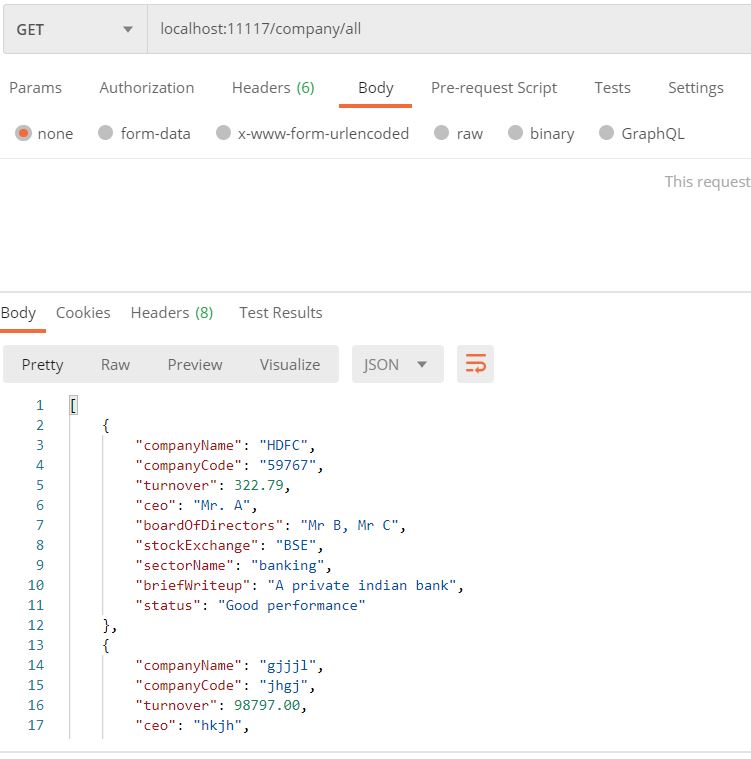 GET localhost:11117/company/all
Params Authorization Headers (6) Body Pre-request Script Tests Settings
none form-data x-www-form-urlencoded raw binary GraphQL
This request
Body Cookies Headers (8) Test Results
Pretty Raw Preview Visualize JSON
1 [
2 {
3 "companyName": "HDFC",
4 "companyCode": "59767",
5 "turnover": 322.79,
6 "ceo": "Mr. A",
7 "boardOfDirectors": "Mr B, Mr C",
8 "stockExchange": "BSE",
9 "sectorName": "banking",
10 "briefWriteup": "A private indian bank",
11 "status": "Good performance"
12 },
13 {
14 "companyName": "gjjjl",
15 "companyCode": "jhgj",
16 "turnover": 98797.00,
17 "ceo": "hkjh",